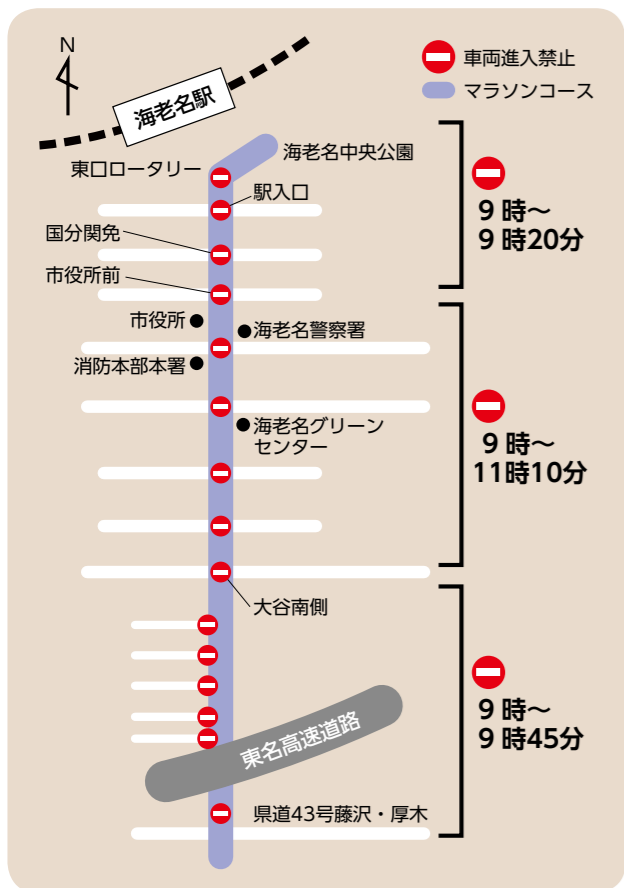 N
海老名駅
車両進入禁止
マラソンコース
海老名中央公園
東口ロータリー
駅入口
国分関免
市役所前
9時~
9時20分
市役所
海老名警察署
消防本部本署
海老名グリーン
センター
9時~
11時10分
大谷南側
東名高速道路
9時~
9時45分
県道43号藤沢・厚木